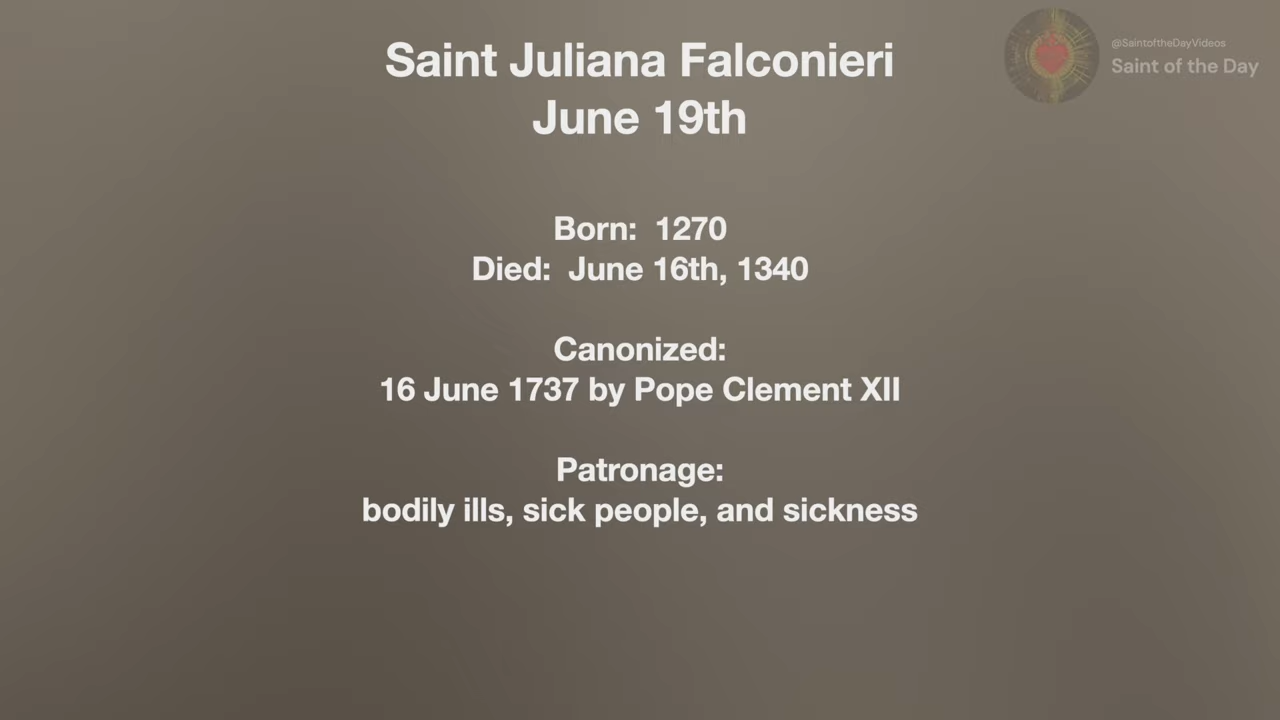 Saint Juliana Falconieri
June 19th
@SaintoftheDayVideos
Saint of the Day
Born: 1270
Died: June 16th, 1340
Canonized:
16 June 1737 by Pope Clement XII
Patronage:
bodily ills, sick people, and sickness